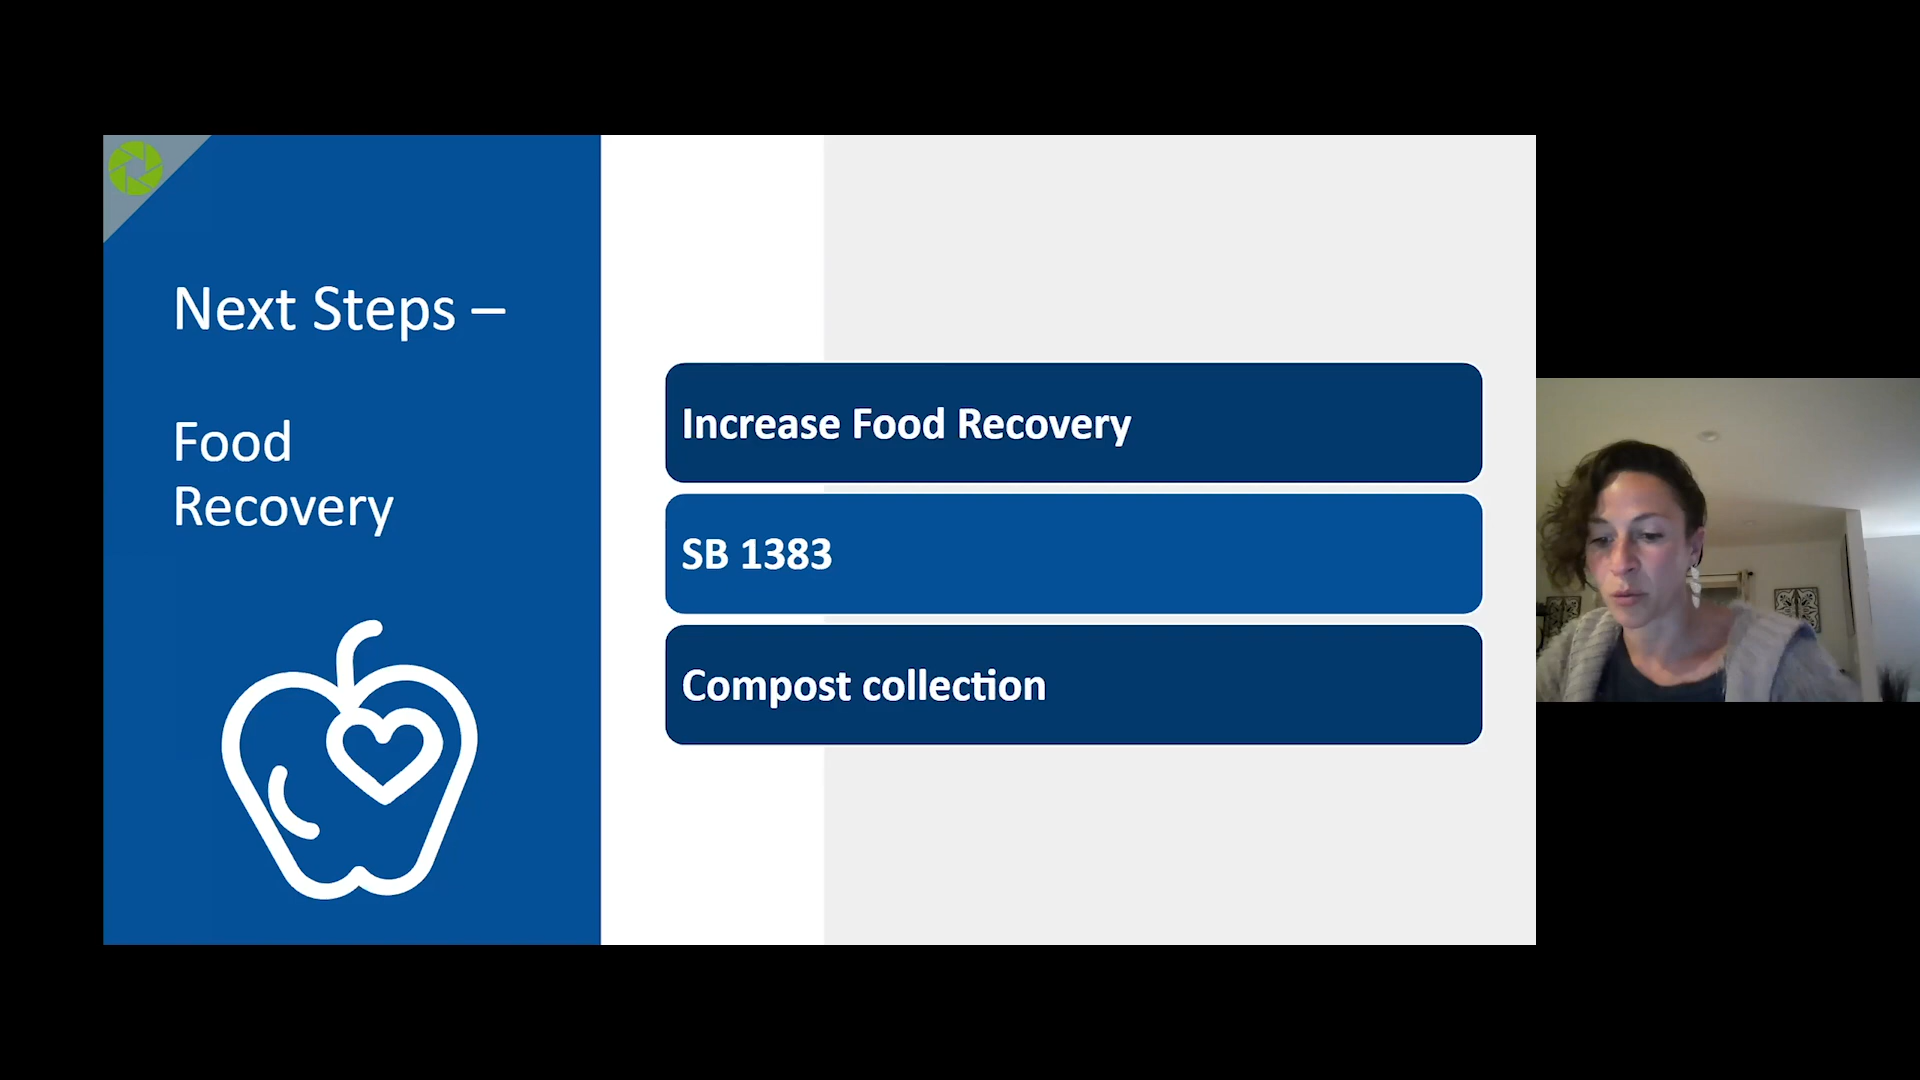 Next Steps –
Food
Recovery
Increase Food Recovery
SB 1383
Compost collection